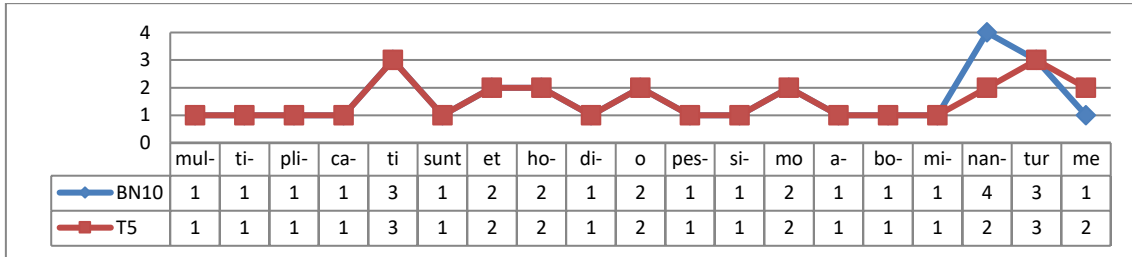 4
3
2
1
0
mul- ti- pli- ca- ti sunt et ho- di- o pes- si- mo a- bo- mi- nan- tur me
BN10 1 1 1 1 3 1 2 2 1 2 1 1 2 1 1 1 4 3 1
T5 1 1 1 1 3 1 2 2 1 2 1 1 2 1 1 1 2 3 2